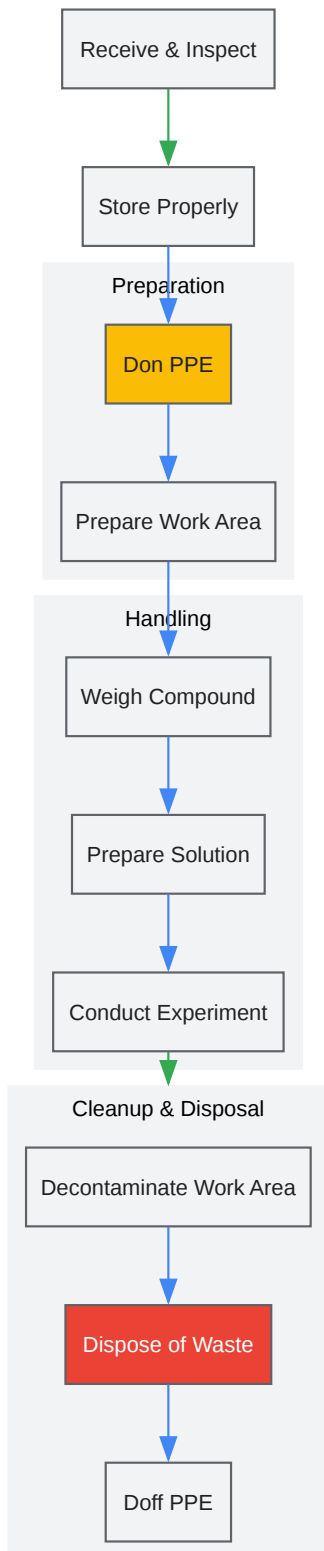 Receive & Inspect
Store Properly
Preparation
Don PPE
Prepare Work Area
Handling
Weigh Compound
Prepare Solution
Conduct Experiment
Cleanup & Disposal
Decontaminate Work Area
Dispose of Waste
Doff PPE